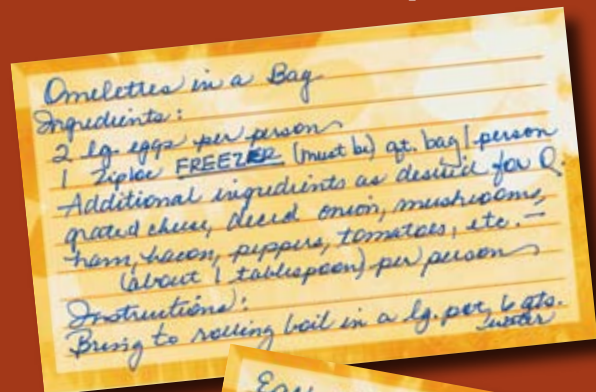 Omelettes in a Bag
Ingredients:
2 lg. eggs per person
1 Ziploc FREEZER (must be) qt. bag/person
Additional ingredients as desired for
grated cheese, diced onion, mushrooms,
ham, bacon, peppers, tomatoes, etc. —
(about 1 tablespoon) per person
Instructions:
Bring to rolling boil in a lg. pot, 6 qts.
water